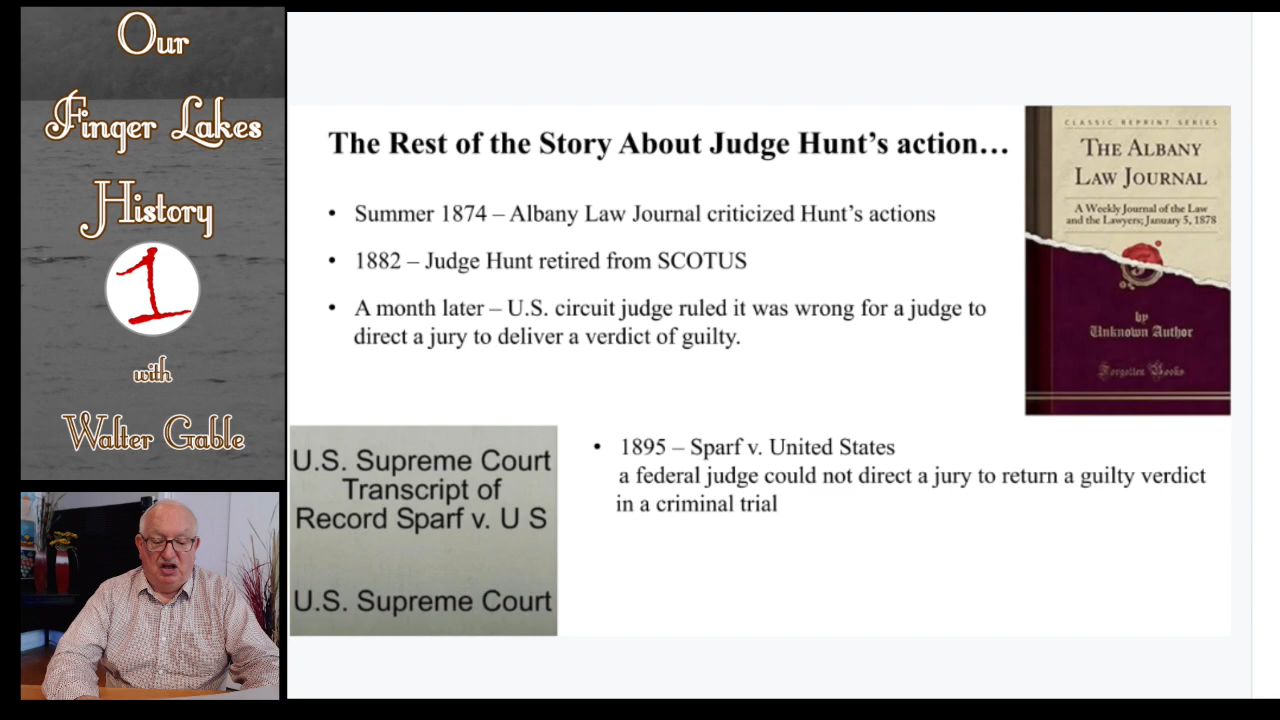 Our
Finger Lakes
History
1
with
Walter Gable
The Rest of the Story About Judge Hunt's action…
• Summer 1874 – Albany Law Journal criticized Hunt's actions
• 1882 – Judge Hunt retired from SCOTUS
• A month later – U.S. circuit judge ruled it was wrong for a judge to
direct a jury to deliver a verdict of guilty.
CLASSIC REPRINT SERIES
THE ALBANY
LAW JOURNAL
A Weekly Journal of the Law
and the Lawyers; January 5, 1878
by
Unknown Author
Forgotten Books
U.S. Supreme Court
Transcript of
Record Sparf v. U S
U.S. Supreme Court
• 1895 – Sparf v. United States
a federal judge could not direct a jury to return a guilty verdict
in a criminal trial